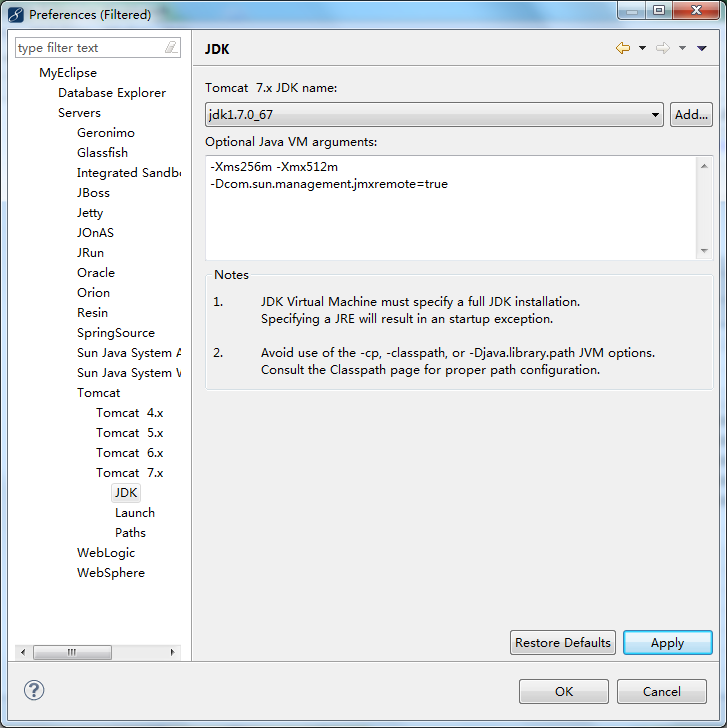 Preferences (Filtered)
type filter text
MyEclipse
Database Explorer
Servers
Geronimo
Glassfish
Integrated Sandb
JBoss
Jetty
JOnAS
JRun
Oracle
Orion
Resin
SpringSource
Sun Java System A
Sun Java System W
Tomcat
Tomcat 4.x
Tomcat 5.x
Tomcat 6.x
Tomcat 7.x
JDK
Launch
Paths
WebLogic
WebSphere
JDK
Tomcat 7.x JDK name:
jdk1.7.0_67
Add...
Optional Java VM arguments:
-Xms256m -Xmx512m
-Dcom.sun.management.jmxremote=true
Notes
1. JDK Virtual Machine must specify a full JDK installation.
Specifying a JRE will result in an startup exception.
2. Avoid use of the -cp, -classpath, or -Djava.library.path JVM options.
Consult the Classpath page for proper path configuration.
Restore Defaults
Apply
?
OK
Cancel